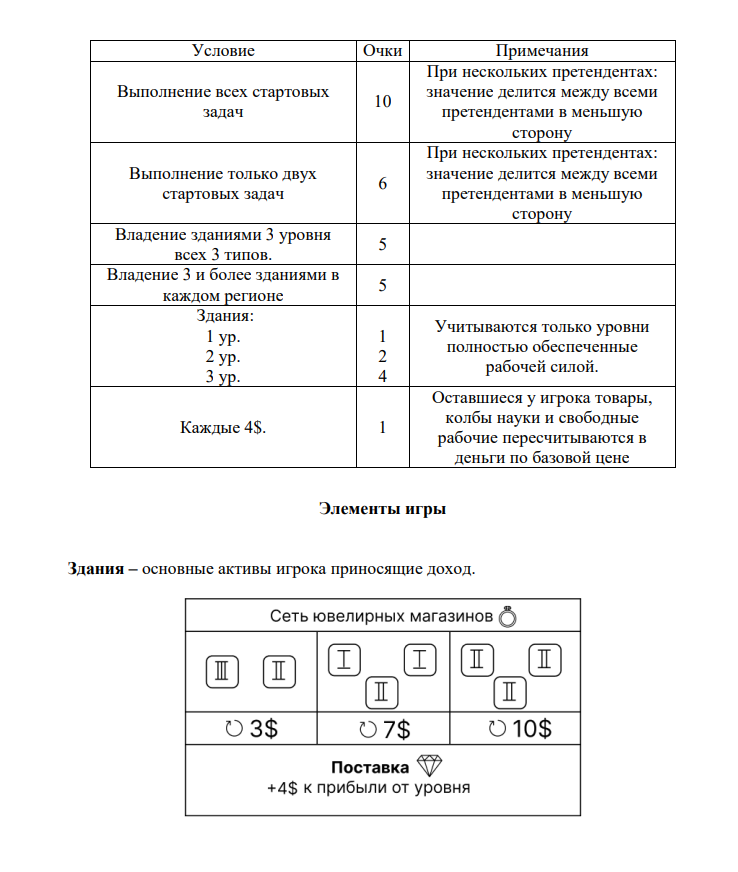 Условие Очки Примечания
Выполнение всех стартовых
задач
10
При нескольких претендентах:
значение делится между всеми
претендентами в меньшую
сторону
Выполнение только двух
стартовых задач
6
При нескольких претендентах:
значение делится между всеми
претендентами в меньшую
сторону
Владение зданиями 3 уровня
всех 3 типов.
5
Владение 3 и более зданиями в
каждом регионе
5
Здания:
1 ур. 1
2 ур. 2
3 ур. 4
Учитываются только уровни
полностью обеспеченные
рабочей силой.
Каждые 4$.
1
Оставшиеся у игрока товары,
колбы науки и свободные
рабочие пересчитываются в
деньги по базовой цене
Элементы игры
Здания – основные активы игрока приносящие доход.
Сеть ювелирных магазинов
III II
I I
II
II II
II
3$ 7$ 10$
Поставка
+4$ к прибыли от уровня